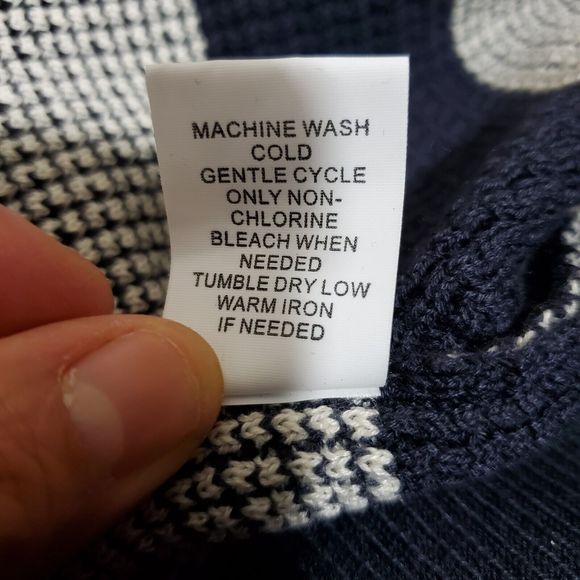 MACHINE WASH
COLD
GENTLE CYCLE
ONLY NON-
CHLORINE
BLEACH WHEN
NEEDED
TUMBLE DRY LOW
WARM IRON
IF NEEDED